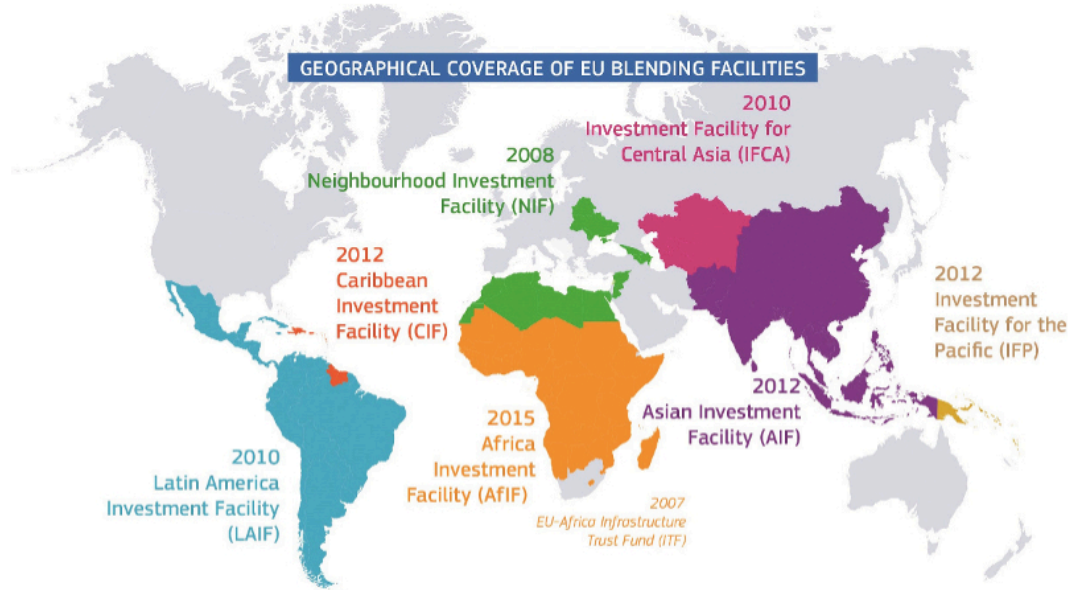 GEOGRAPHICAL COVERAGE OF EU BLENDING FACILITIES
2010
Investment Facility for
Central Asia (IFCA)
2008
Neighbourhood Investment
Facility (NIF)
2012
Caribbean
Investment
Facility (CIF)
2012
Investment
Facility for the
Pacific (IFP)
2012
Asian Investment
Facility (AIF)
2015
Africa
Investment
Facility (AfIF)
2010
Latin America
Investment Facility
(LAIF)
2007
EU-Africa Infrastructure
Trust Fund (ITF)